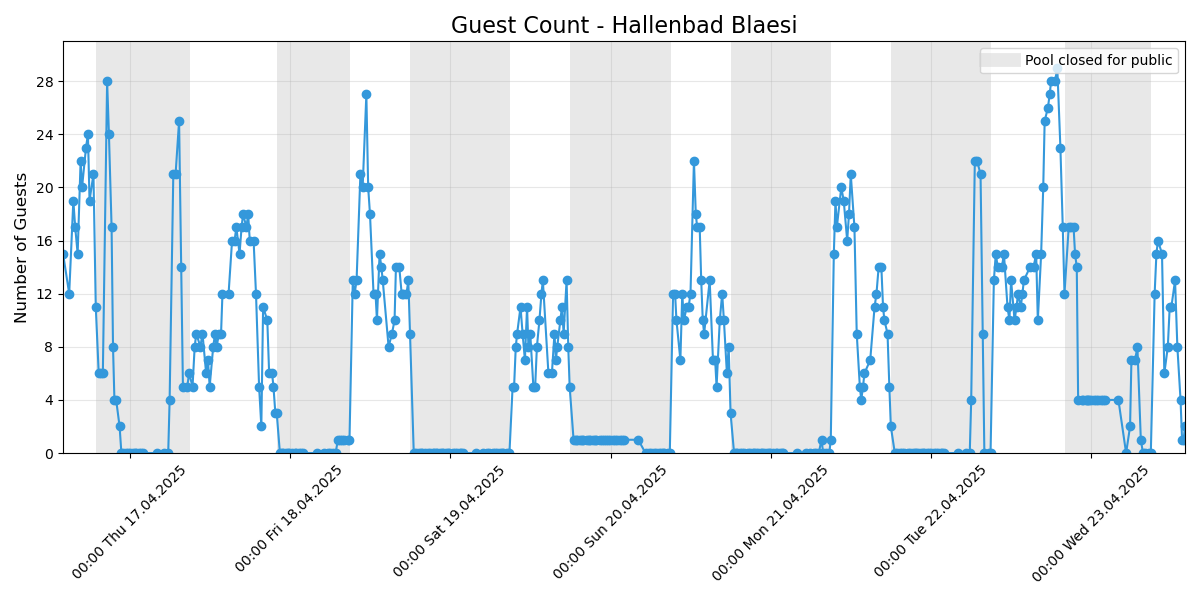 Guest Count - Hallenbad Blaesi
Pool closed for public
Number of Guests
28
24
20
16
12
8
4
0
00:00 Thu 17.04.2025
00:00 Fri 18.04.2025
00:00 Sat 19.04.2025
00:00 Sun 20.04.2025
00:00 Mon 21.04.2025
00:00 Tue 22.04.2025
00:00 Wed 23.04.2025